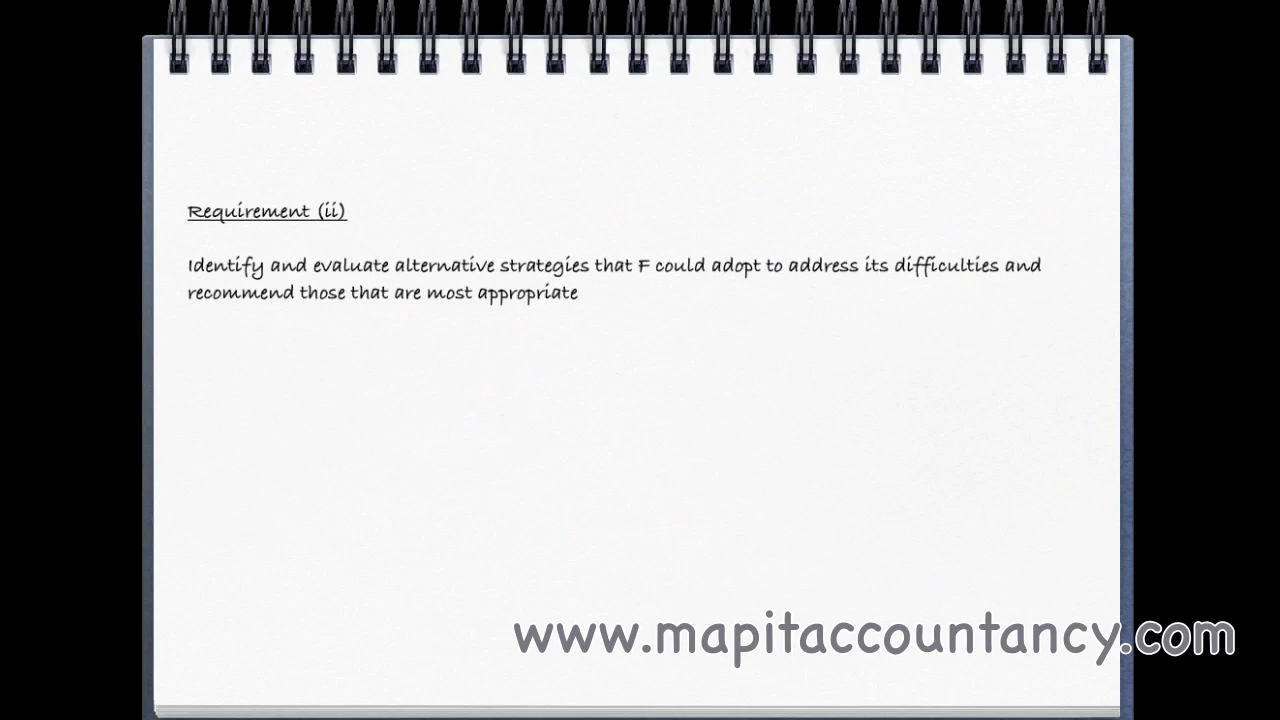 Requirement (ii)
Identify and evaluate alternative strategies that F could adopt to address its difficulties and
recommend those that are most appropriate
www.mapitaccountancy.com